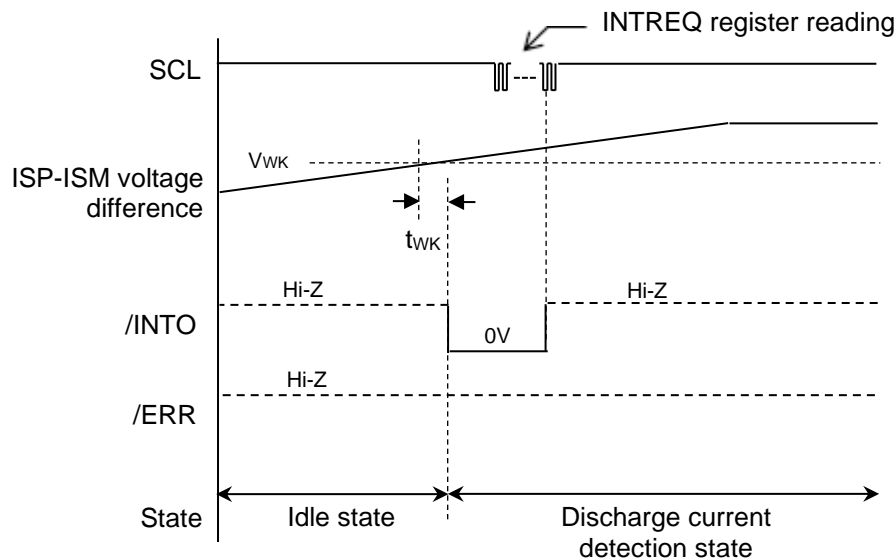 INTREQ register reading
SCL
VWK
ISP-ISM voltage
difference
tWK
Hi-Z
Hi-Z
/INTO
0V
Hi-Z
/ERR
State
Idle state
Discharge current
detection state